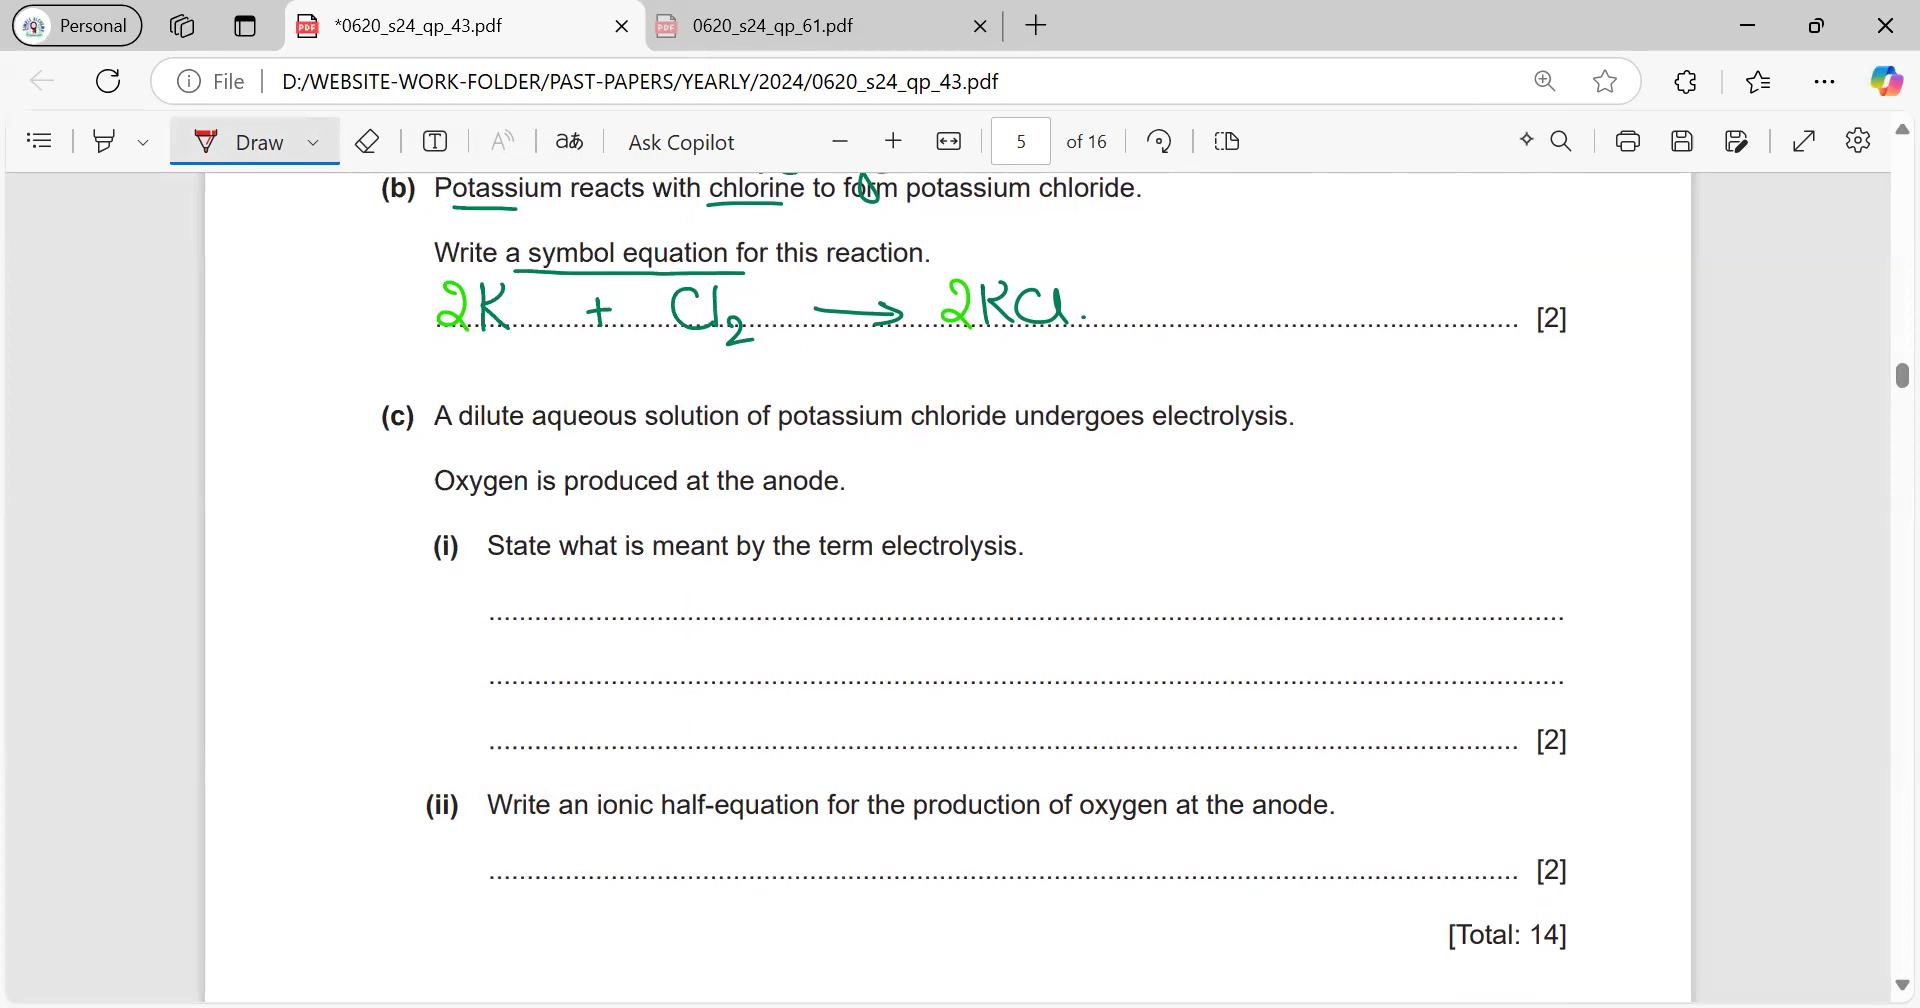 Personal
*0620_s24_qp_43.pdf
0620_s24_qp_61.pdf
File
D:/WEBSITE-WORK-FOLDER/PAST-PAPERS/YEARLY/2024/0620_s24_qp_43.pdf
Draw
Ask Copilot
5 of 16
(b) Potassium reacts with chlorine to form potassium chloride.
Write a symbol equation for this reaction.
2K + Cl2 → 2KCl.
[2]
(c) A dilute aqueous solution of potassium chloride undergoes electrolysis.
Oxygen is produced at the anode.
(i) State what is meant by the term electrolysis.
[2]
(ii) Write an ionic half-equation for the production of oxygen at the anode.
[2]
[Total: 14]